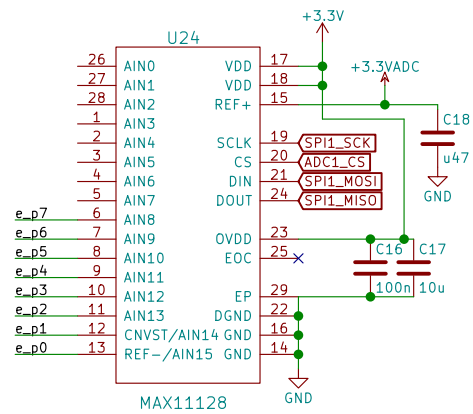 +3.3V
U24
26 AIN0 VDD 17
27 AIN1 VDD 18
+3.3VADC
28 AIN2 REF+ 15
1 AIN3
C18
2 AIN4 SCLK 19 SPI1_SCK
3 AIN5 CS 20 ADC1_CS
u47
4 AIN6 DIN 21 SPI1_MOSI
5 AIN7 DOUT 24 SPI1_MISO
GND
e_p7 6 AIN8
e_p6 7 AIN9 OVDD 23
e_p5 8 AIN10 EOC 25
C16 C17
e_p4 9 AIN11
100n 10u
e_p3 10 AIN12 EP 29
e_p2 11 AIN13 DGND 22
e_p1 12 CNVST/AIN14 GND 16
e_p0 13 REF-/AIN15 GND 14
GND
MAX11128